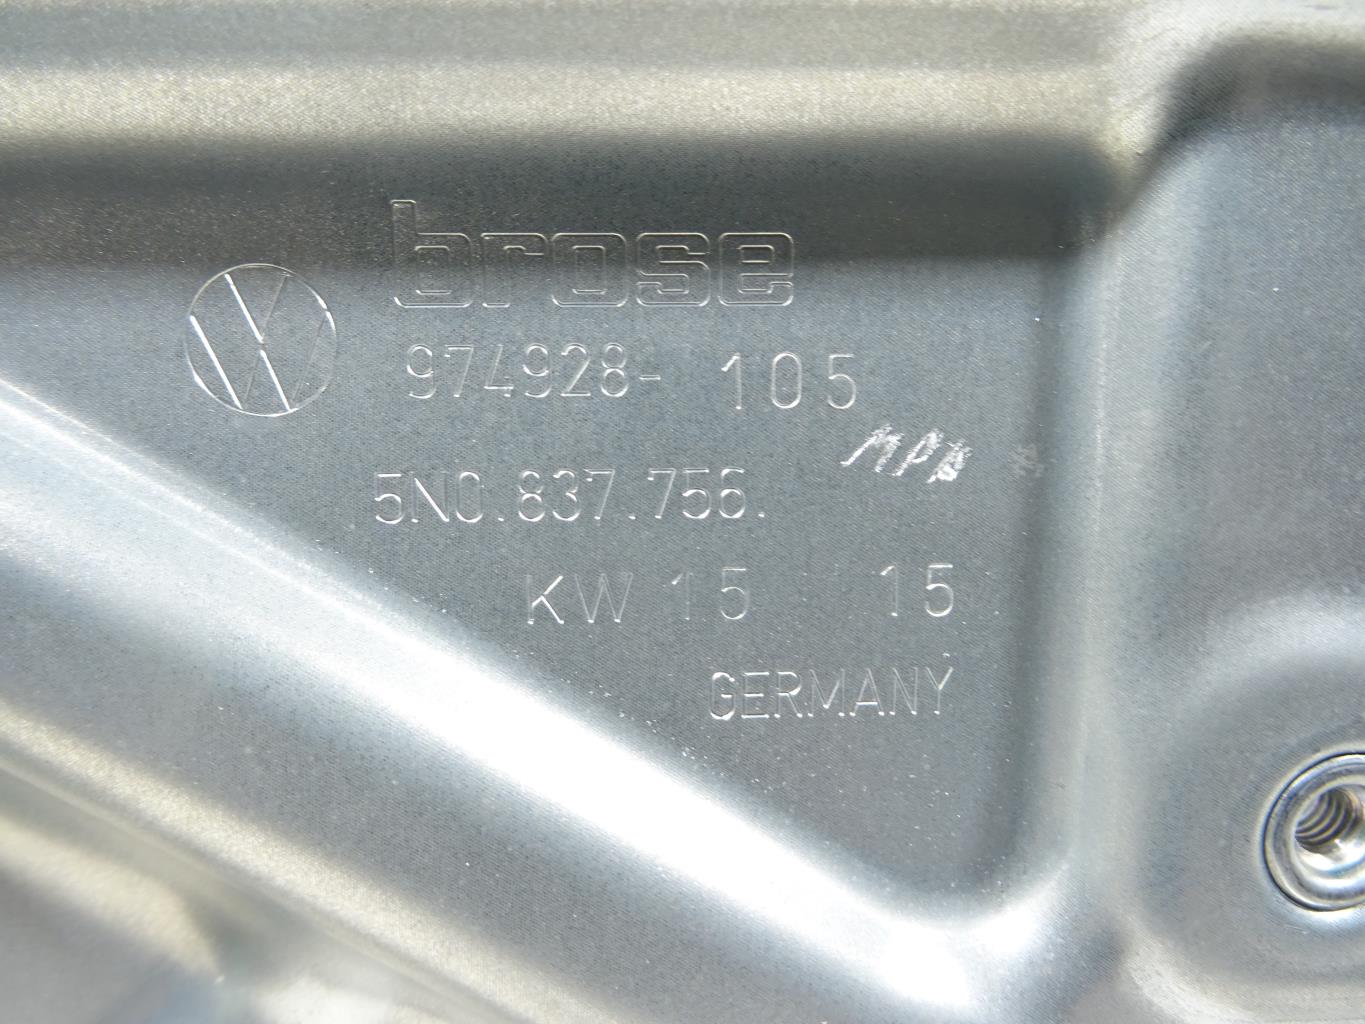 brose
974928- 105
5N0.837.756.
KW 15 15
GERMANY